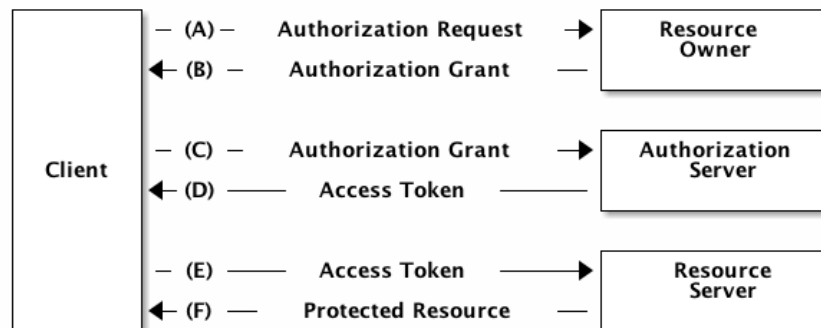 (A) Authorization Request
Resource
Owner
(B) Authorization Grant
Client
(C) Authorization Grant
Authorization
Server
(D) Access Token
(E) Access Token
Resource
Server
(F) Protected Resource